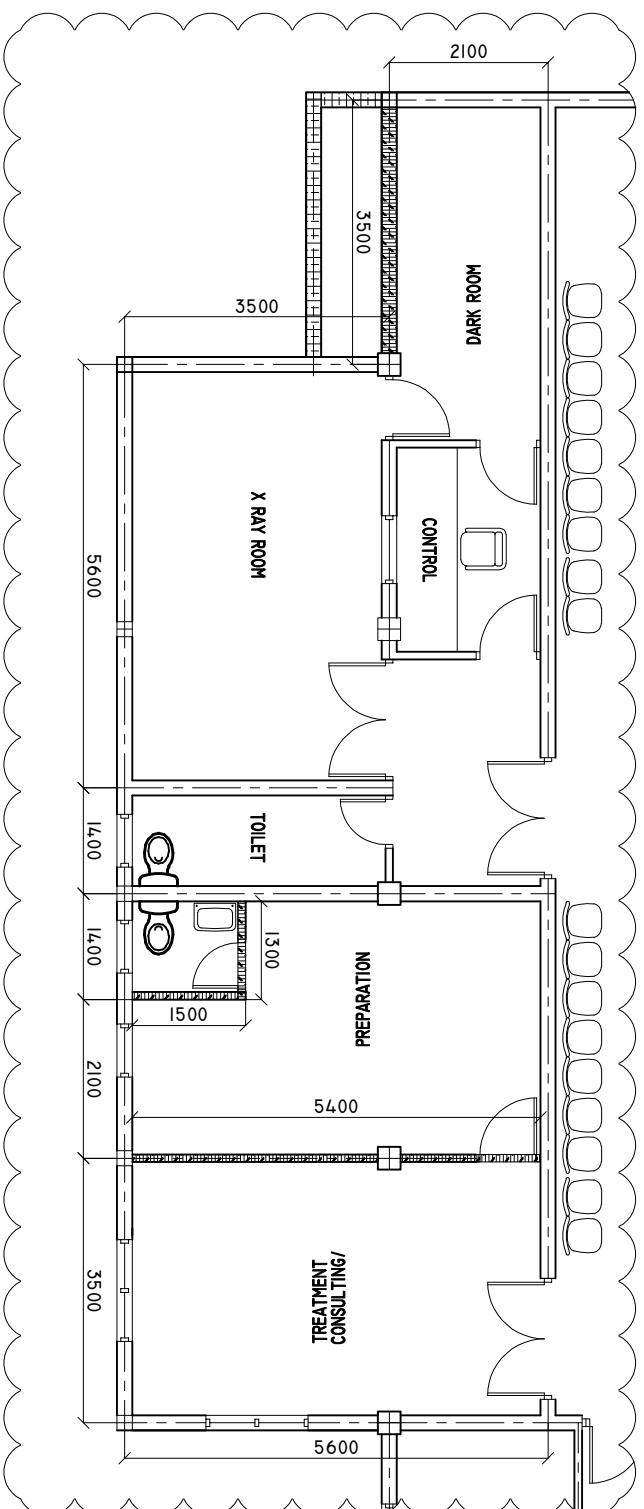 2100
3500
3500
DARK ROOM
X RAY ROOM
CONTROL
5600
TOILET
1400
1400
1300
PREPARATION
1500
2100
5400
TREATMENT
CONSULTING/
3500
5600